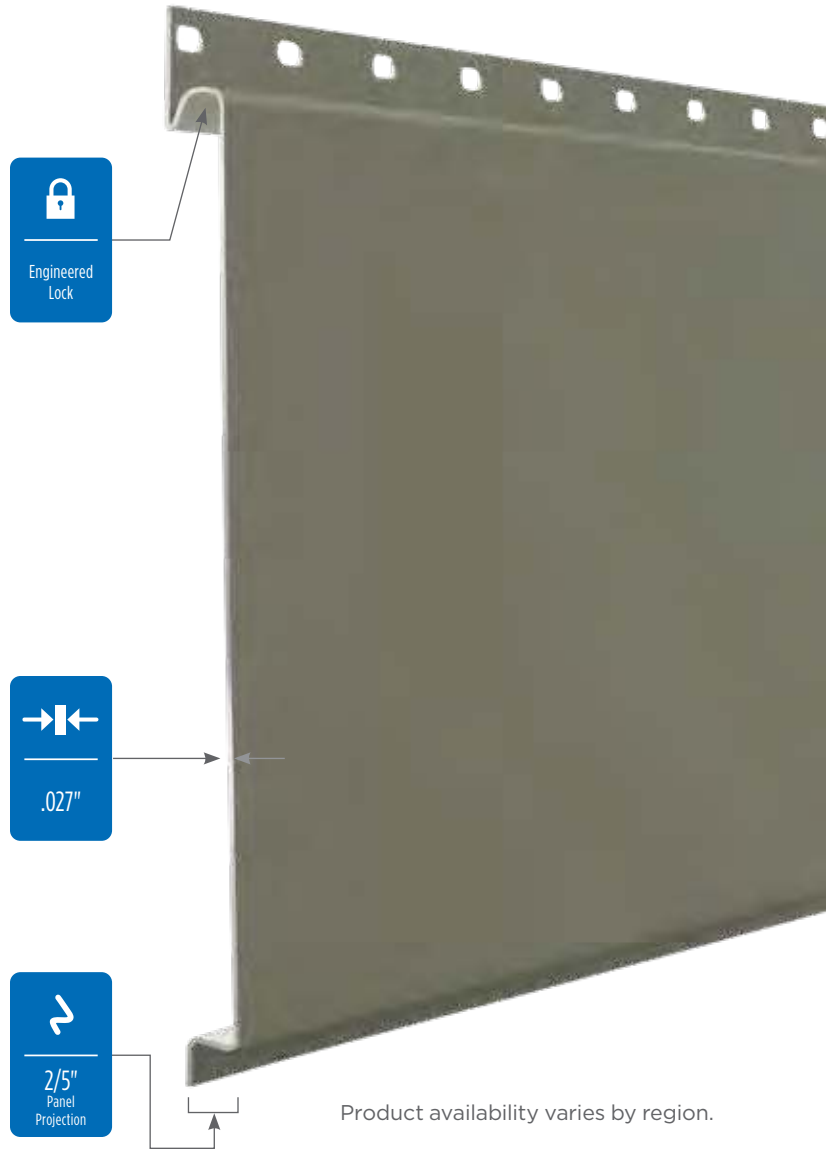 Engineered
Lock
.027"
2/5"
Panel
Projection
Product availability varies by region.